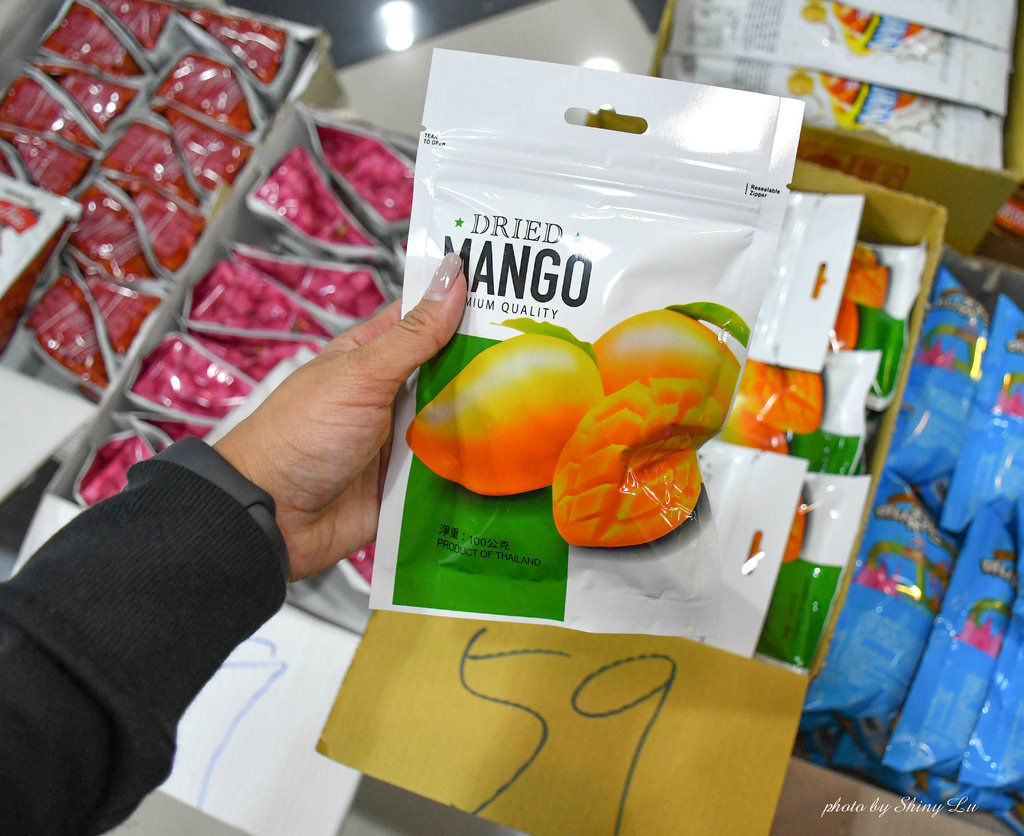 TEAR
TO OPEN
Resealable
Zipper
DRIED
MANGO
MIUM QUALITY
淨重：100公克
PRODUCT OF THAILAND
59
photo by Shiny Lu